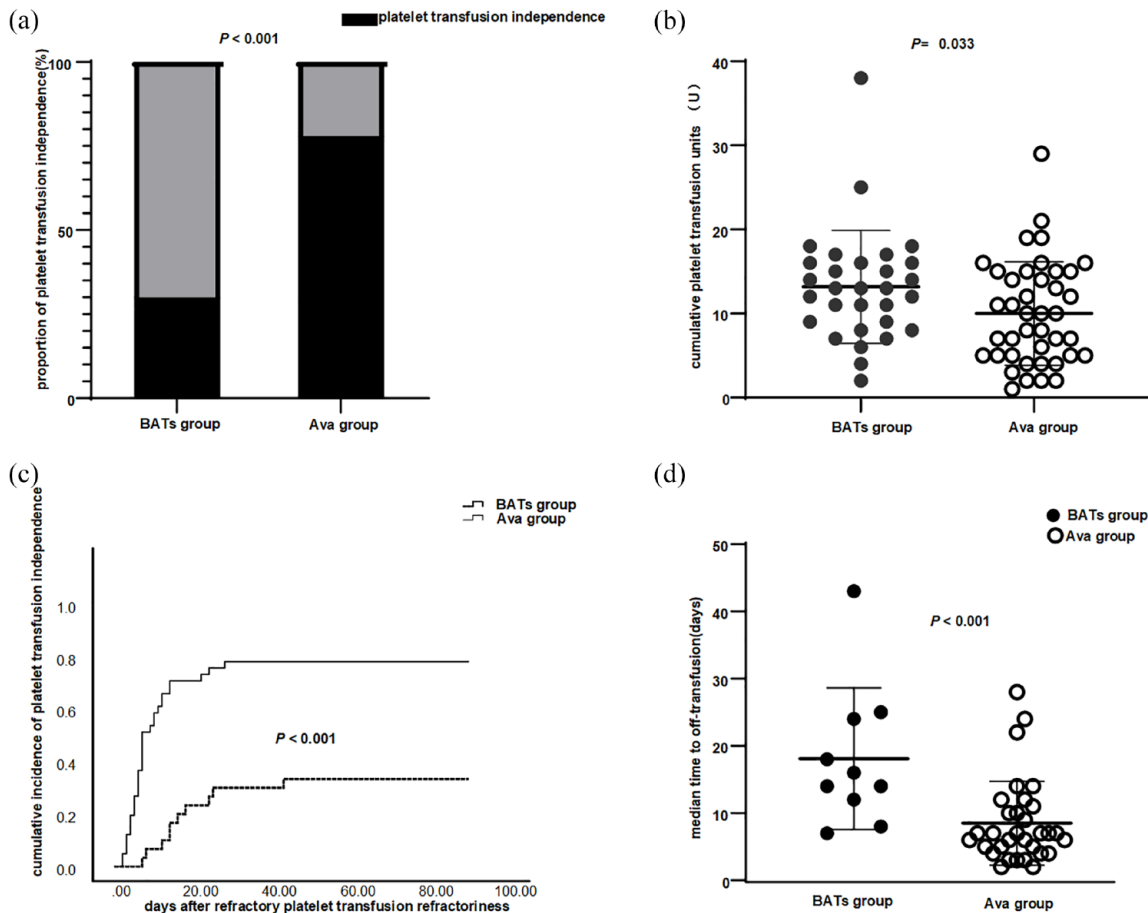 (a)
platelet transfusion independence
P < 0.001
proportion of platelet transfusion independence(%)
100
50
0
BATs group
Ava group
(b)
P= 0.033
cumulative platelet transfusion units （U）
40
30
20
10
0
BATs group
Ava group
(c)
BATs group
Ava group
cumulative incidence of platelet transfusion independence
1.0
0.8
0.6
0.4
0.2
0.0
P < 0.001
.00 20.00 40.00 60.00 80.00 100.00
days after refractory platelet transfusion refractoriness
(d)
BATs group
Ava group
median time to off-transfusion(days)
50
40
30
20
10
0
P < 0.001
BATs group
Ava group